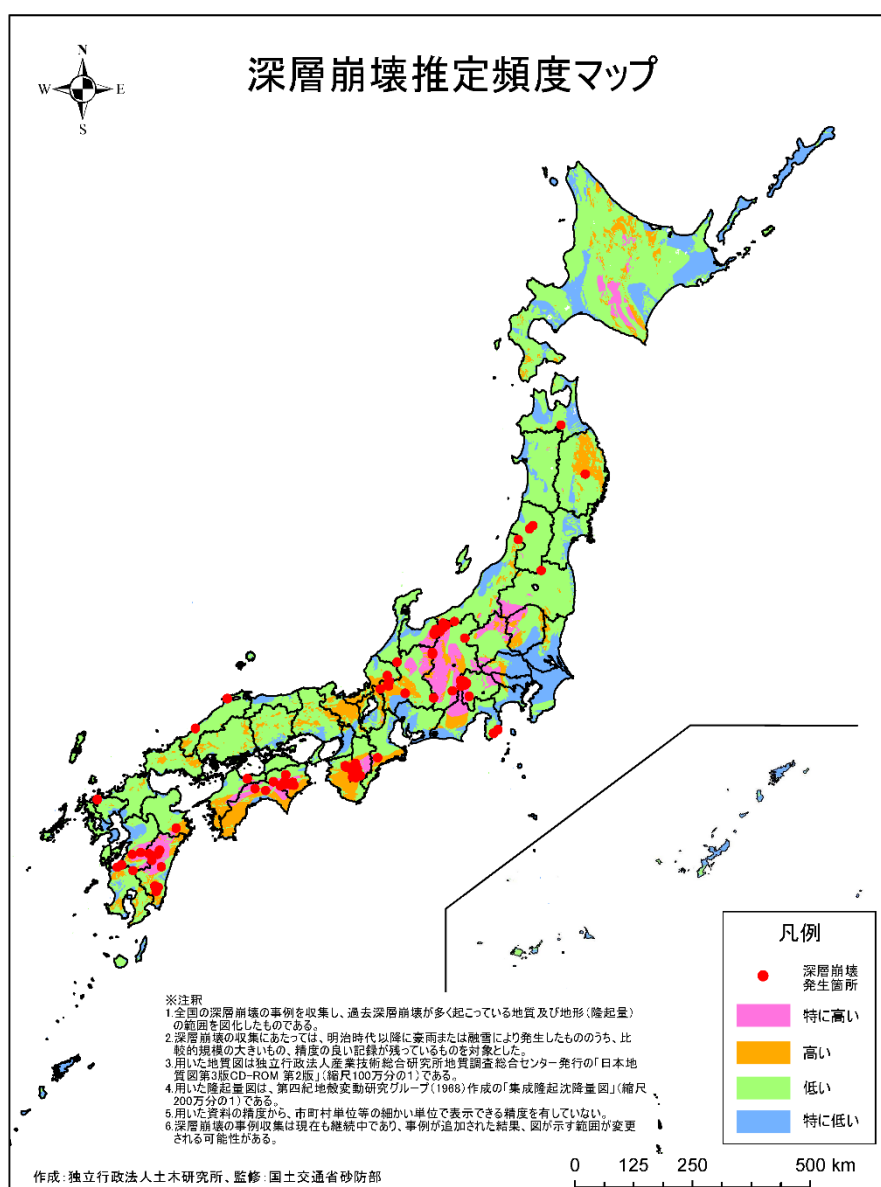 深層崩壊推定頻度マップ
N
W E
S
凡例
深層崩壊
発生箇所
特に高い
高い
低い
特に低い
※注釈
1.全国の深層崩壊の事例を収集し、過去深層崩壊が多く起こっている地質及び地形(隆起量)
の範囲を図化したものである。
2.深層崩壊の収集にあたっては、明治時代以降に豪雨または融雪により発生したもののうち、比
較的規模の大きいもの、精度の良い記録が残っているものを対象とした。
3.用いた地質図は独立行政法人産業技術総合研究所地質調査総合センター発行の「日本地
質図第3版CD-ROM 第2版」(縮尺100万分の1)である。
4.用いた隆起量図は、第四紀地殻変動研究グループ(1968)作成の「集成隆起沈降量図」(縮尺
200万分の1)である。
5.用いた資料の精度から、市町村単位等の細かい単位で表示できる精度を有していない。
6.深層崩壊の事例収集は現在も継続中であり、事例が追加された結果、図が示す範囲が変更
される可能性がある。
作成:独立行政法人土木研究所、監修:国土交通省砂防部
0 125 250 500 km